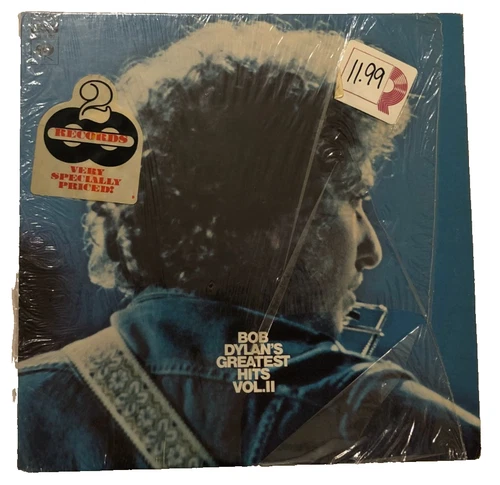 2
RECORDS
VERY
SPECIALLY
PRICED!
11.99
BOB
DYLAN'S
GREATEST
HITS
VOL.II